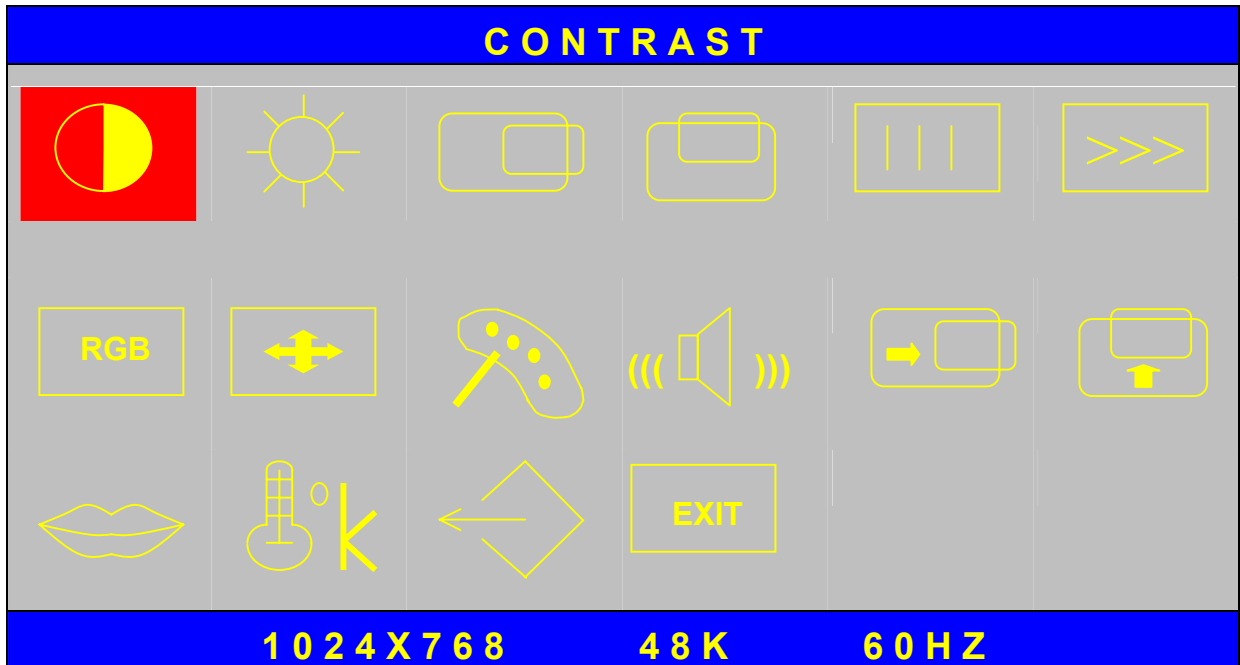 CONTRAST
>>>
RGB
((( )))
°k
EXIT
1024X768 48K 60HZ